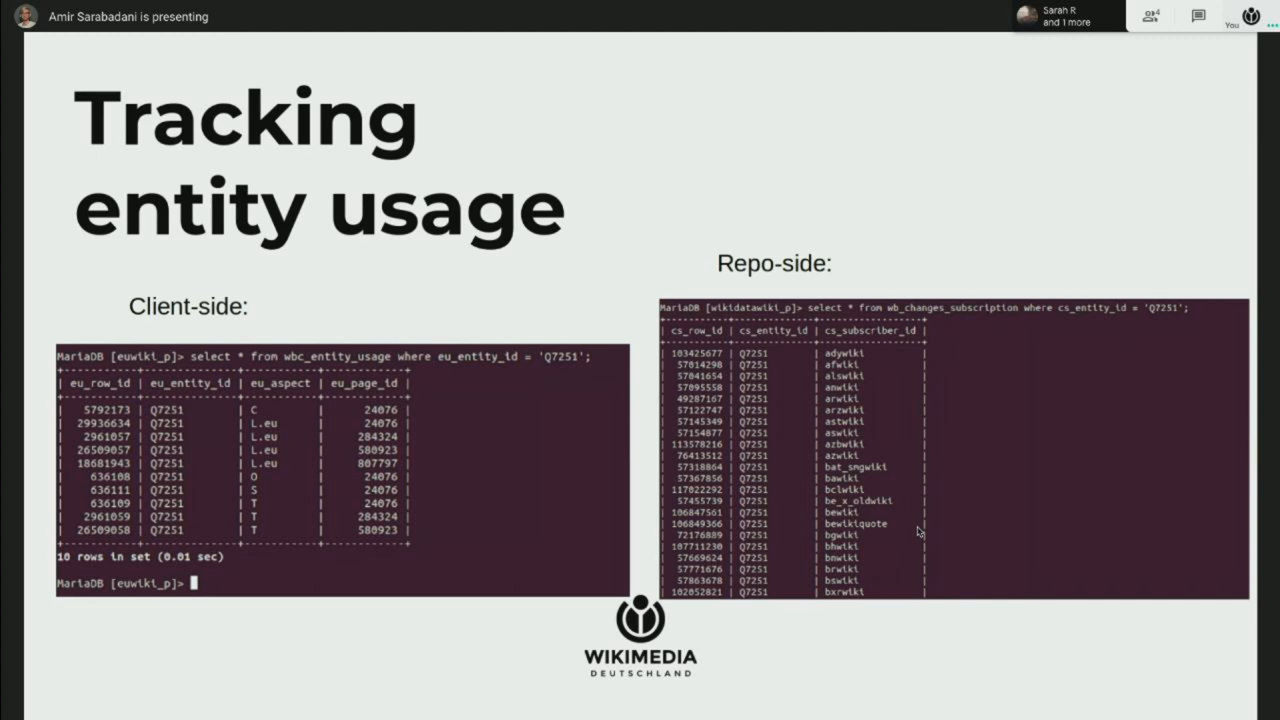 Amir Sarabadani is presenting
Sarah R
and 1 more
4
You
Tracking
entity usage
Client-side:
MariaDB [euwiki_p]> select * from wbc_entity_usage where eu_entity_id = 'Q7251';
| eu_row_id | eu_entity_id | eu_aspect | eu_page_id |
| 5792173 | Q7251 | C | 24076 |
| 29936634 | Q7251 | L.eu | 24076 |
| 2961057 | Q7251 | L.eu | 284324 |
| 26509057 | Q7251 | L.eu | 580923 |
| 18681943 | Q7251 | L.eu | 807797 |
| 636108 | Q7251 | O | 24076 |
| 636111 | Q7251 | S | 24076 |
| 636109 | Q7251 | T | 24076 |
| 2961059 | Q7251 | T | 284324 |
| 26509058 | Q7251 | T | 580923 |
10 rows in set (0.01 sec)
MariaDB [euwiki_p]>
Repo-side:
MariaDB [wikidatawiki_p]> select * from wb_changes_subscription where cs_entity_id = 'Q7251';
| cs_row_id | cs_entity_id | cs_subscriber_id |
| 103425677 | Q7251 | adywiki |
| 57014298 | Q7251 | afwiki |
| 57041654 | Q7251 | alswiki |
| 57095558 | Q7251 | anwiki |
| 49287167 | Q7251 | arwiki |
| 57122747 | Q7251 | arzwiki |
| 57145349 | Q7251 | astwiki |
| 57154877 | Q7251 | aswiki |
| 113578216 | Q7251 | azbwiki |
| 76413512 | Q7251 | azwiki |
| 57318864 | Q7251 | bat_smgwiki |
| 57367856 | Q7251 | bawiki |
| 117022292 | Q7251 | bclwiki |
| 57455739 | Q7251 | be_x_oldwiki |
| 106847561 | Q7251 | bewiki |
| 106849366 | Q7251 | bewikiquote |
| 72176889 | Q7251 | bgwiki |
| 107711230 | Q7251 | bhwiki |
| 57669624 | Q7251 | bnwiki |
| 57771676 | Q7251 | brwiki |
| 57863678 | Q7251 | bswiki |
| 102052821 | Q7251 | bxrwiki |
WIKIMEDIA
DEUTSCHLAND